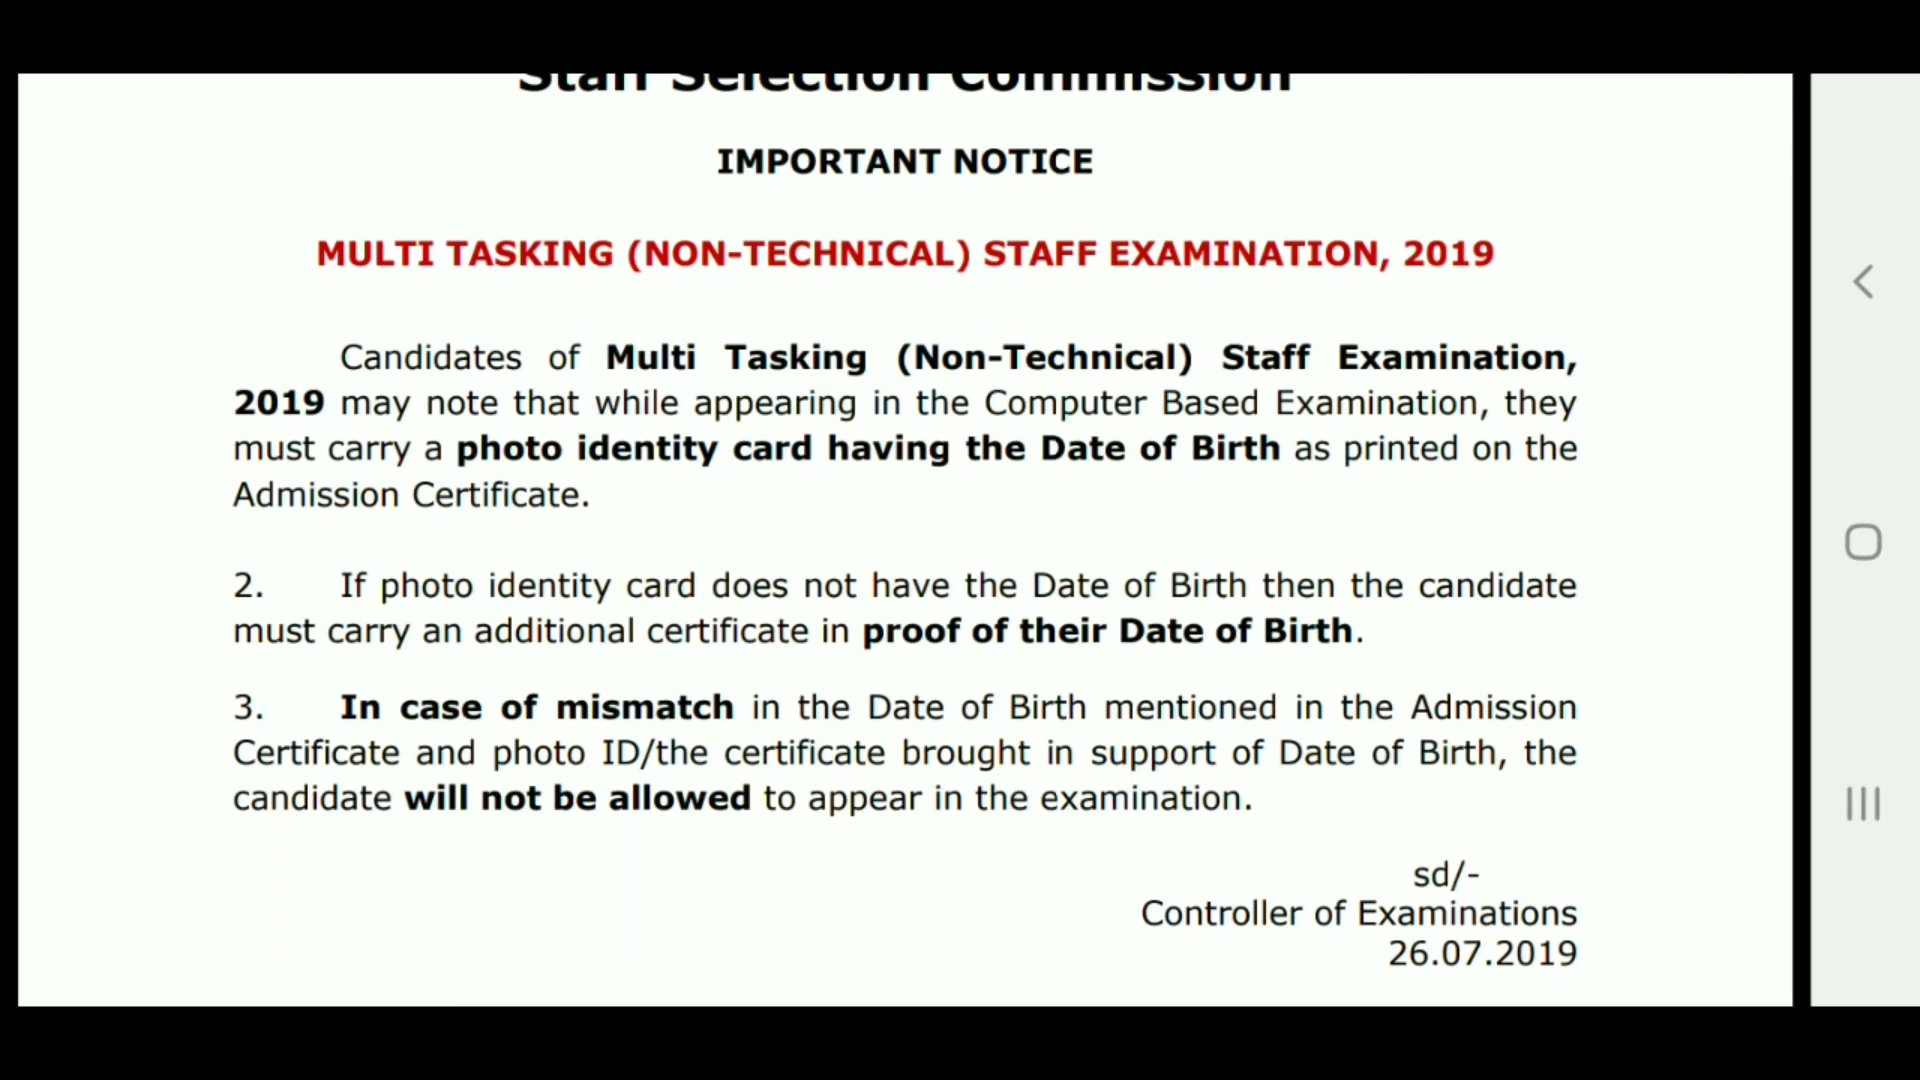 Staff Selection Commission
IMPORTANT NOTICE
MULTI TASKING (NON-TECHNICAL) STAFF EXAMINATION, 2019
Candidates of Multi Tasking (Non-Technical) Staff Examination,
2019 may note that while appearing in the Computer Based Examination, they
must carry a photo identity card having the Date of Birth as printed on the
Admission Certificate.
2. If photo identity card does not have the Date of Birth then the candidate
must carry an additional certificate in proof of their Date of Birth.
3. In case of mismatch in the Date of Birth mentioned in the Admission
Certificate and photo ID/the certificate brought in support of Date of Birth, the
candidate will not be allowed to appear in the examination.
sd/-
Controller of Examinations
26.07.2019